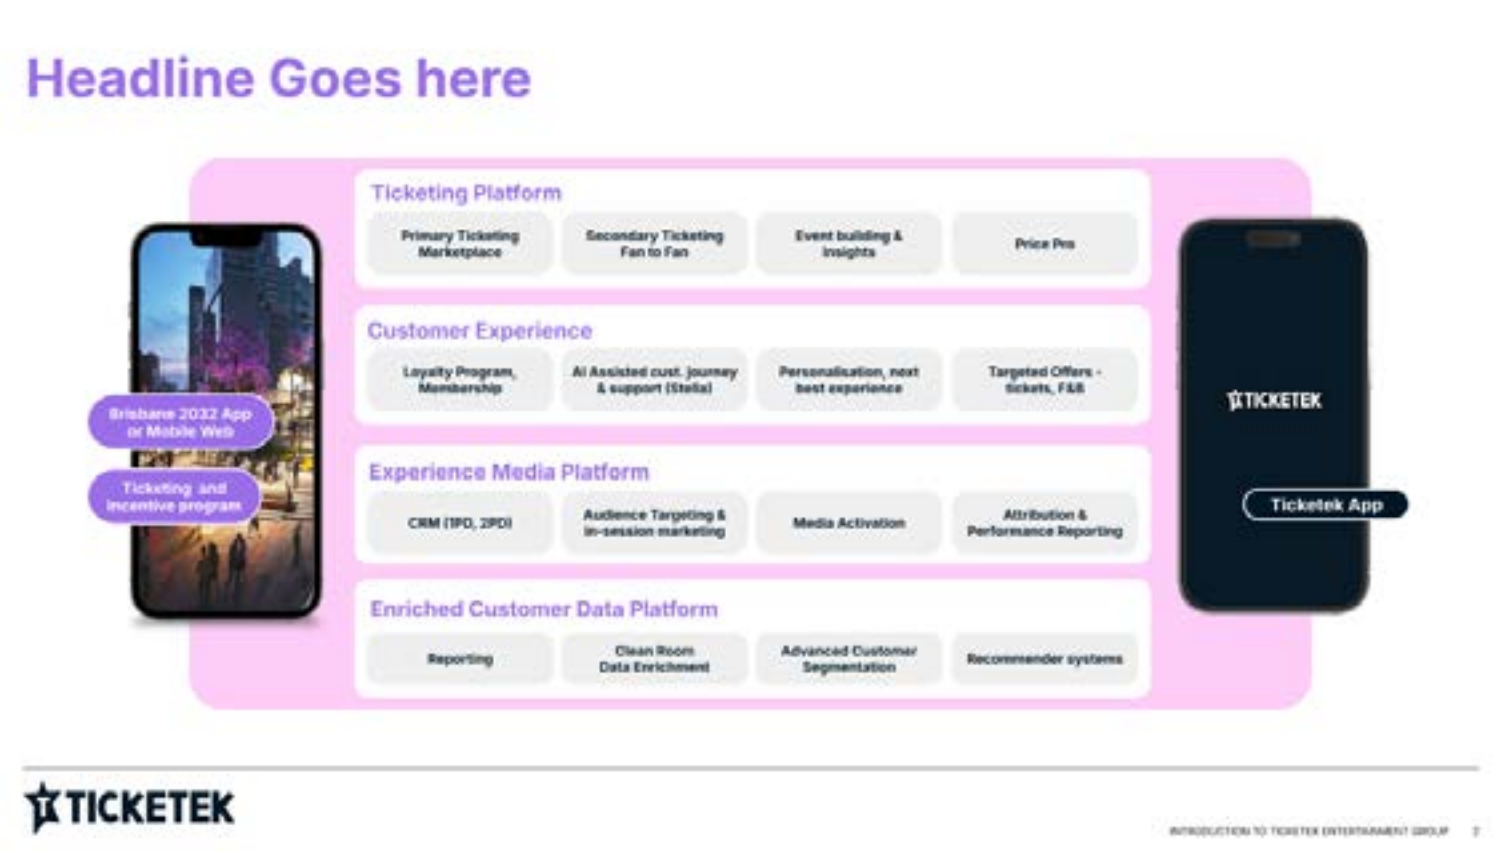 Headline Goes here
Ticketing Platform
Primary Ticketing
Marketplace
Secondary Ticketing
Fan to Fan
Event building &
Insights
Price Pro
Customer Experience
Loyalty Program,
Membership
AI Assisted cust. journey
& support (Stella)
Personalisation, next
best experience
Targeted Offers -
tickets, F&B
Brisbane 2032 App
or Mobile Web
Ticketing and
incentive program
TICKETEK
Ticketek App
Experience Media Platform
CRM (1PD, 2PD)
Audience Targeting &
in-session marketing
Media Activation
Attribution &
Performance Reporting
Enriched Customer Data Platform
Reporting
Clean Room
Data Enrichment
Advanced Customer
Segmentation
Recommender systems
TICKETEK
INTRODUCTION TO TICKETEK ENTERTAINMENT GROUP